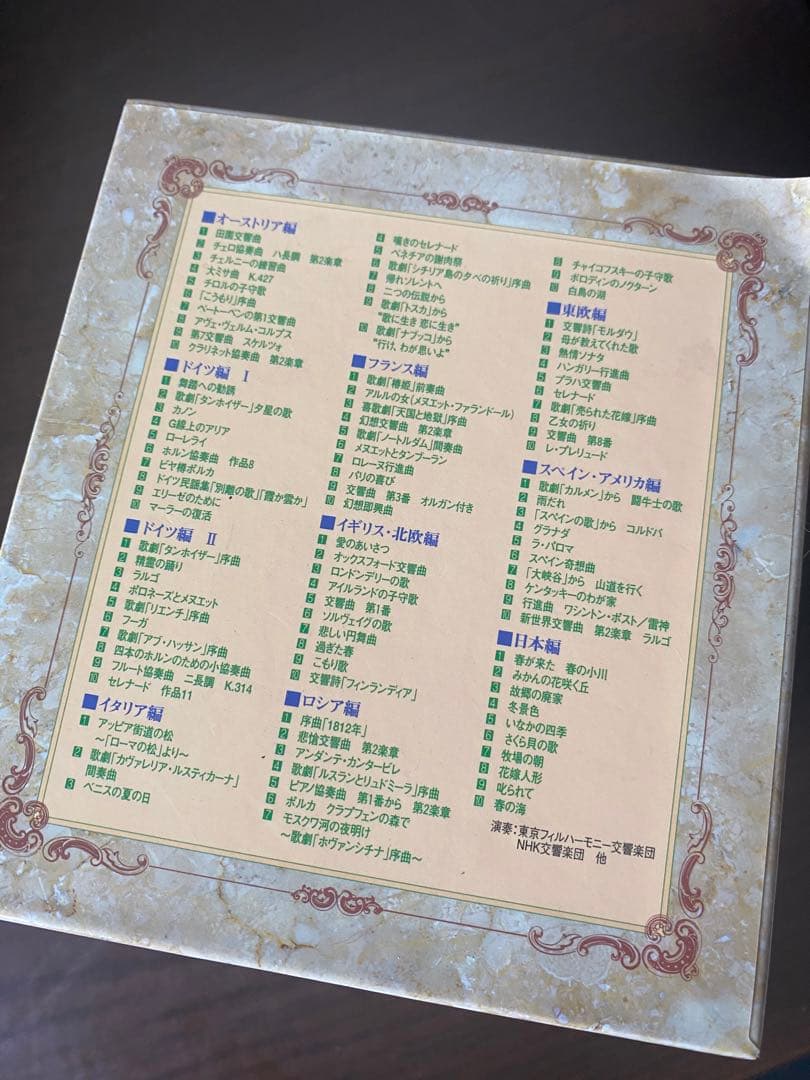 ■オーストリア編
1 田園交響曲
2 チェロ協奏曲 ハ長調 第2楽章
3 チェルニーの練習曲
4 大ミサ曲 K.427
5 チロルの子守歌
6 「こうもり」序曲
7 ベートーベンの第1交響曲
8 アヴェ・ヴェルム・コルプス
9 第7交響曲 スケルツォ
10 クラリネット協奏曲 第2楽章
■ドイツ編 I
1 舞踏への勧誘
2 歌劇「タンホイザー」夕星の歌
3 カノン
4 G線上のアリア
5 ローレライ
6 ホルン協奏曲 作品8
7 ビヤ樽ポルカ
8 ドイツ民謡集「別離の歌」「霞か雲か」
9 エリーゼのために
10 マーラーの復活
■ドイツ編 II
1 歌劇「タンホイザー」序曲
2 精霊の踊り
3 ラルゴ
4 ポロネーズとメヌエット
5 歌劇「リエンチ」序曲
6 フーガ
7 歌劇「アブ・ハッサン」序曲
8 四本のホルンのための小協奏曲
9 フルート協奏曲 ニ長調 K.314
10 セレナード 作品11
■イタリア編
1 アッピア街道の松
〜「ローマの松」より〜
2 歌劇「カヴァレリア・ルスティカーナ」
間奏曲
3 ベニスの夏の日
4 嘆きのセレナード
5 ベネチアの謝肉祭
6 歌劇「シチリア島の夕べの祈り」序曲
7 帰れソレントへ
8 二つの伝説から
9 歌劇「トスカ」から
"歌に生き 恋に生き"
10 歌劇「ナブッコ」から
"行け、わが思いよ"
■フランス編
1 歌劇「椿姫」前奏曲
2 アルルの女(メヌエット・ファランドール)
3 喜歌劇「天国と地獄」序曲
4 幻想交響曲 第2楽章
5 歌劇「ノートルダム」間奏曲
6 メヌエットとタンブーラン
7 ロレーヌ行進曲
8 パリの喜び
9 交響曲 第3番 オルガン付き
10 幻想即興曲
■イギリス・北欧編
1 愛のあいさつ
2 オックスフォード交響曲
3 ロンドンデリーの歌
4 アイルランドの子守歌
5 交響曲 第1番
6 ソルヴェイグの歌
7 悲しい円舞曲
8 過ぎた春
9 こもり歌
10 交響詩「フィンランディア」
■ロシア編
1 序曲「1812年」
2 悲愴交響曲 第2楽章
3 アンダンテ・カンタービレ
4 歌劇「ルスランとリュドミーラ」序曲
5 ピアノ協奏曲 第1番から 第2楽章
6 ポルカ クラプフェンの森で
7 モスクワ河の夜明け
〜歌劇「ホヴァンシチナ」序曲〜
8 チャイコフスキーの子守歌
9 ボロディンのノクターン
10 白鳥の湖
■東欧編
1 交響詩「モルダウ」
2 母が教えてくれた歌
3 熱情ソナタ
4 ハンガリー行進曲
5 プラハ交響曲
6 セレナード
7 歌劇「売られた花嫁」序曲
8 乙女の祈り
9 交響曲 第8番
10 レ・プレリュード
■スペイン・アメリカ編
1 歌劇「カルメン」から 闘牛士の歌
2 雨だれ
3 「スペインの歌」から コルドバ
4 グラナダ
5 ラ・パロマ
6 スペイン奇想曲
7 「大峡谷」から 山道を行く
8 ケンタッキーのわが家
9 行進曲 ワシントン・ポスト/雷神
10 新世界交響曲 第2楽章 ラルゴ
■日本編
1 春が来た 春の小川
2 みかんの花咲く丘
3 故郷の廃家
4 冬景色
5 いなかの四季
6 さくら貝の歌
7 牧場の朝
8 花嫁人形
9 叱られて
10 春の海
演奏:東京フィルハーモニー交響楽団
NHK交響楽団 他